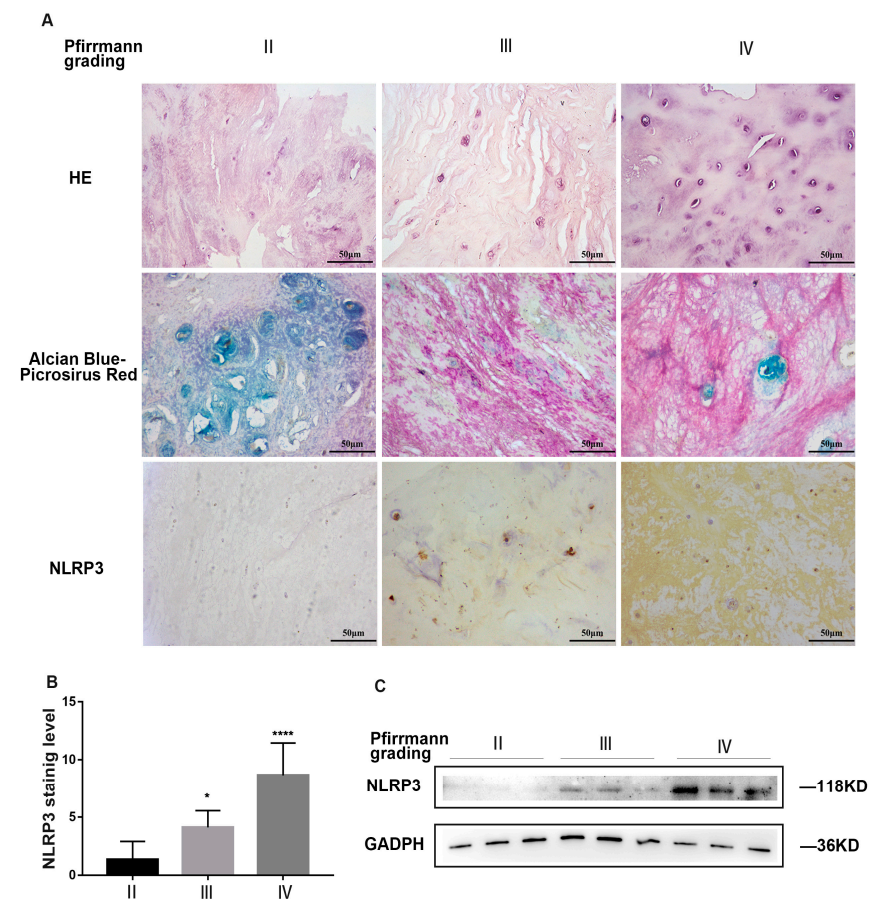 A
Pfirrmann
grading
II
III
IV
HE
50μm
50μm
50μm
Alcian Blue-
Picrosirus Red
50μm
50μm
50μm
NLRP3
50μm
50μm
50μm
B
NLRP3 stainig level
15
10
5
0
*
****
II
III
IV
C
Pfirrmann
grading
II
III
IV
NLRP3
—118KD
GADPH
—36KD